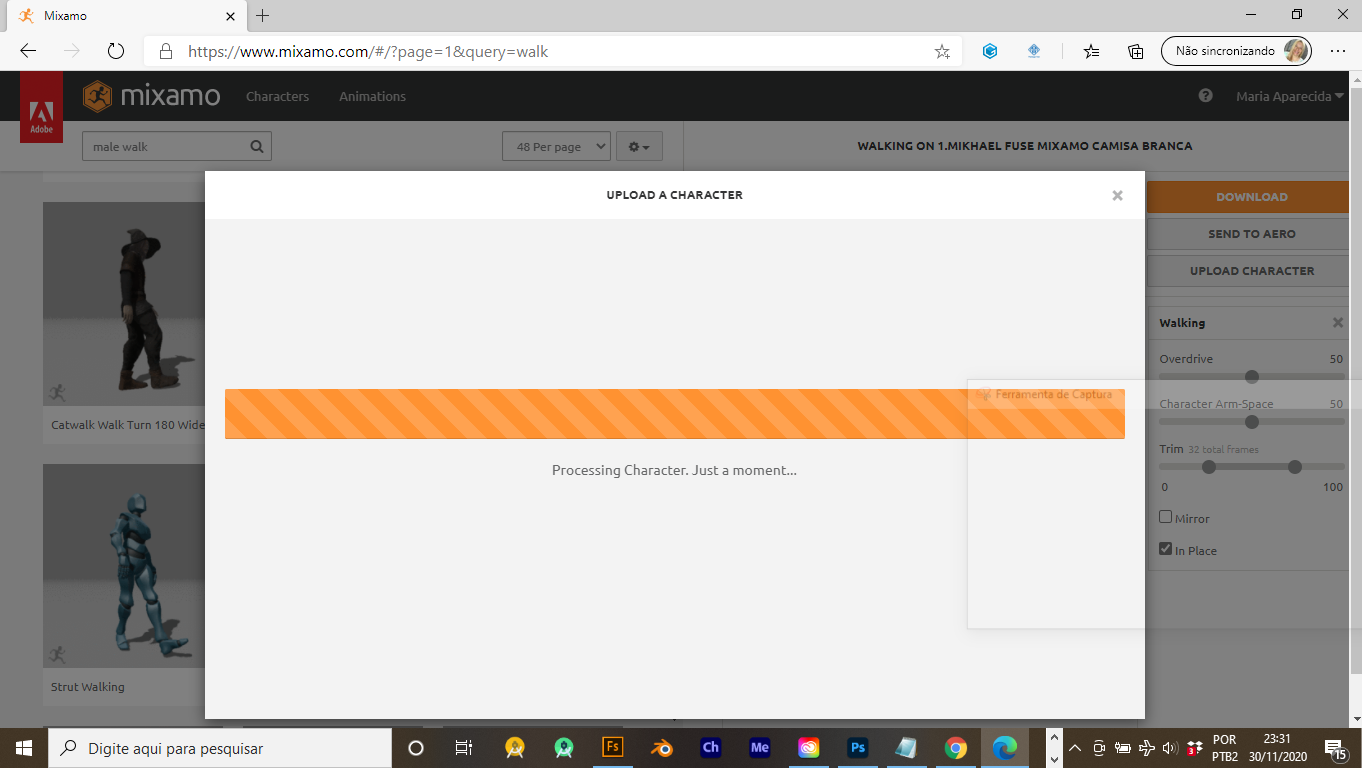 Mixamo
https://www.mixamo.com/#/?page=1&query=walk
Não sincronizando
Adobe
mixamo
Characters
Animations
Maria Aparecida
male walk
48 Per page
WALKING ON 1.MIKHAEL FUSE MIXAMO CAMISA BRANCA
UPLOAD A CHARACTER
DOWNLOAD
SEND TO AERO
UPLOAD CHARACTER
Walking
Overdrive 50
Ferramenta de Captura
Character Arm-Space 50
Trim 32 total frames
0 100
Mirror
In Place
Catwalk Walk Turn 180 Wide
Processing Character. Just a moment...
Strut Walking
Digite aqui para pesquisar
Fs
Ch
Me
Ps
3
POR
PTB2
23:31
30/11/2020
15